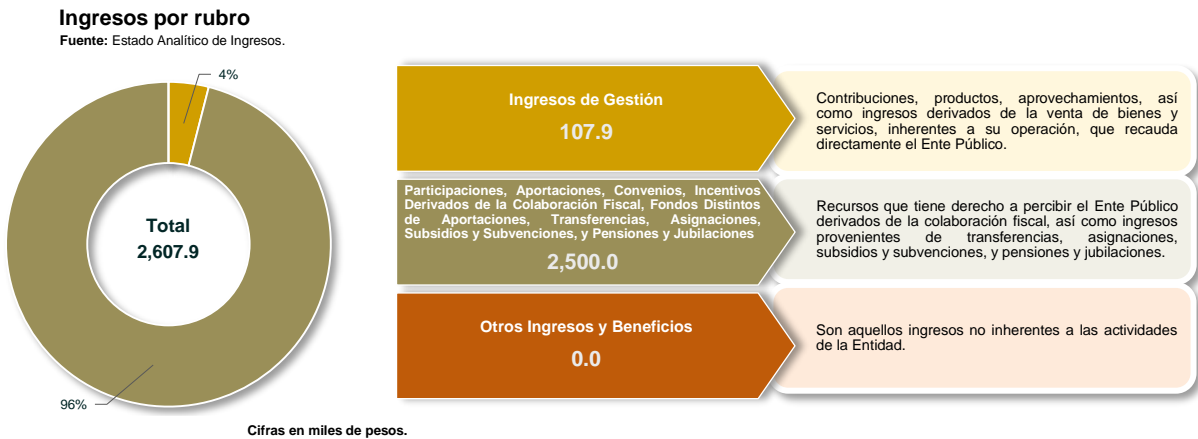 Ingresos por rubro
Fuente: Estado Analítico de Ingresos.
4%
Total
2,607.9
96%
Ingresos de Gestión
107.9
Contribuciones, productos, aprovechamientos, así
como ingresos derivados de la venta de bienes y
servicios, inherentes a su operación, que recauda
directamente el Ente Público.
Participaciones, Aportaciones, Convenios, Incentivos
Derivados de la Colaboración Fiscal, Fondos Distintos
de Aportaciones, Transferencias, Asignaciones,
Subsidios y Subvenciones, y Pensiones y Jubilaciones
2,500.0
Recursos que tiene derecho a percibir el Ente Público
derivados de la colaboración fiscal, así como ingresos
provenientes de transferencias, asignaciones,
subsidios y subvenciones, y pensiones y jubilaciones.
Otros Ingresos y Beneficios
0.0
Son aquellos ingresos no inherentes a las actividades
de la Entidad.
Cifras en miles de pesos.